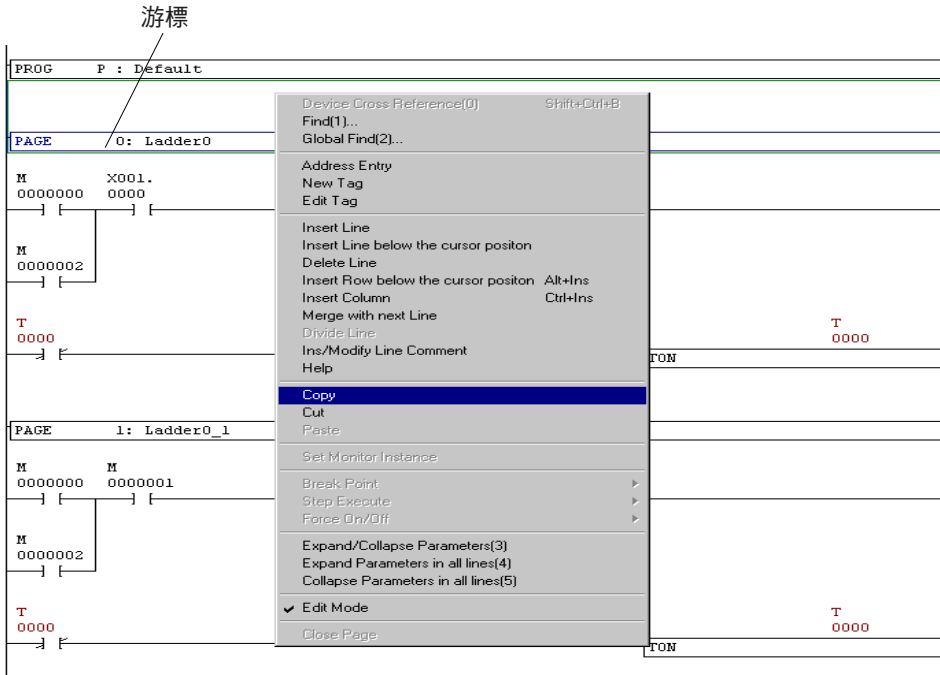 游標
PROG P : Default
PAGE 0: Ladder0
M X001.
0000000 0000
M
0000002
T
0000
T
0000
TON
PAGE 1: Ladder0_1
M M
0000000 0000001
M
0000002
T
0000
T
0000
TON
Device Cross Reference(0) Shift+Ctrl+B
Find(1)...
Global Find(2)...
Address Entry
New Tag
Edit Tag
Insert Line
Insert Line below the cursor positon
Delete Line
Insert Row below the cursor positon Alt+Ins
Insert Column Ctrl+Ins
Merge with next Line
Divide Line
Ins/Modify Line Comment
Help
Copy
Cut
Paste
Set Monitor Instance
Break Point
Step Execute
Force On/Off
Expand/Collapse Parameters(3)
Expand Parameters in all lines(4)
Collapse Parameters in all lines(5)
Edit Mode
Close Page